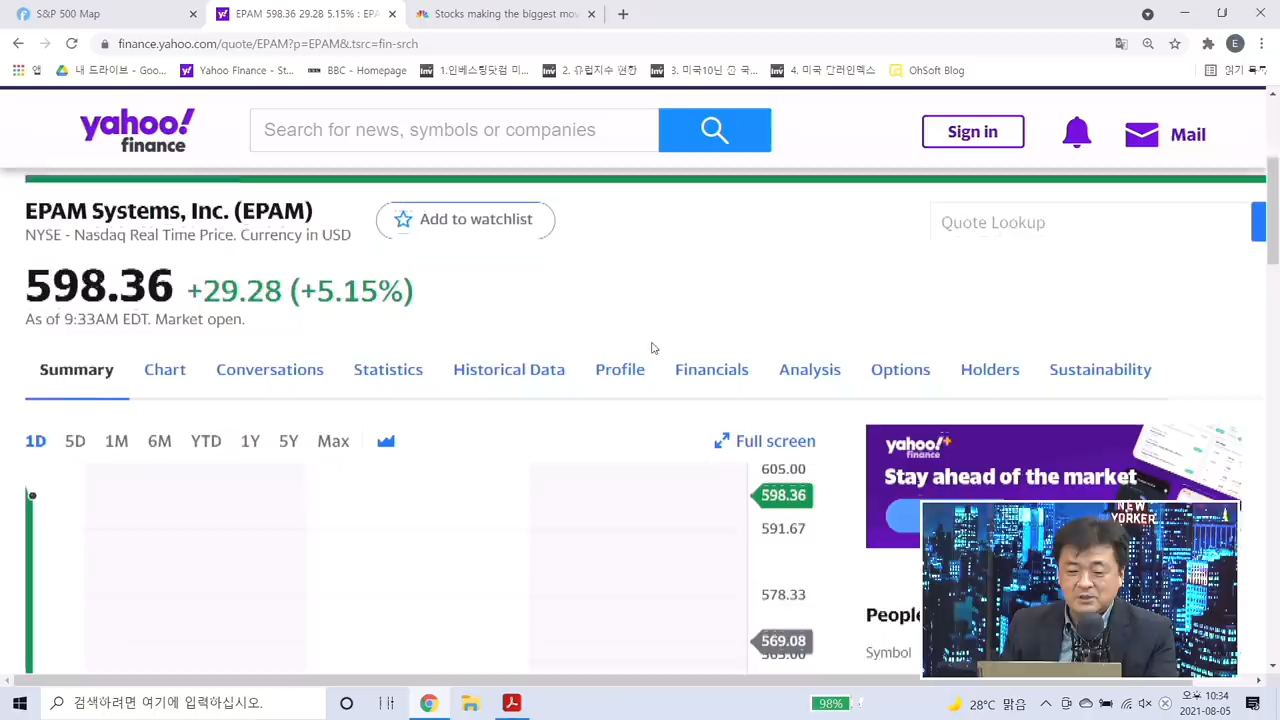 S&P 500 Map
EPAM 598.36 29.28 5.15% : EPA
Stocks making the biggest mov
finance.yahoo.com/quote/EPAM?p=EPAM&.tsrc=fin-srch
E
앱
내 드라이브 - Goo...
Yahoo Finance - St...
BBC - Homepage
1.인베스팅닷컴 미...
2. 유럽지수
3. 미국10년
4. 미국 달러인덱스
OhSoft Blog
읽기
yahoo!
finance
Search for news, symbols or companies
Sign in
Mail
EPAM Systems, Inc. (EPAM)
NYSE - Nasdaq Real Time Price. Currency in USD
Add to watchlist
Quote Lookup
598.36 +29.28 (+5.15%)
As of 9:33AM EDT. Market open.
Summary Chart Conversations Statistics Historical Data Profile Financials Analysis Options Holders Sustainability
1D 5D 1M 6M YTD 1Y 5Y Max
Full screen
605.00
598.36
591.67
578.33
569.08
yahoo!+
finance
Stay ahead of the market
NEW
YORKER
People
Symbol
검색하려면 여기에 입력하십시오.
98%
28°C 맑음
오후 10:34
2021-08-05